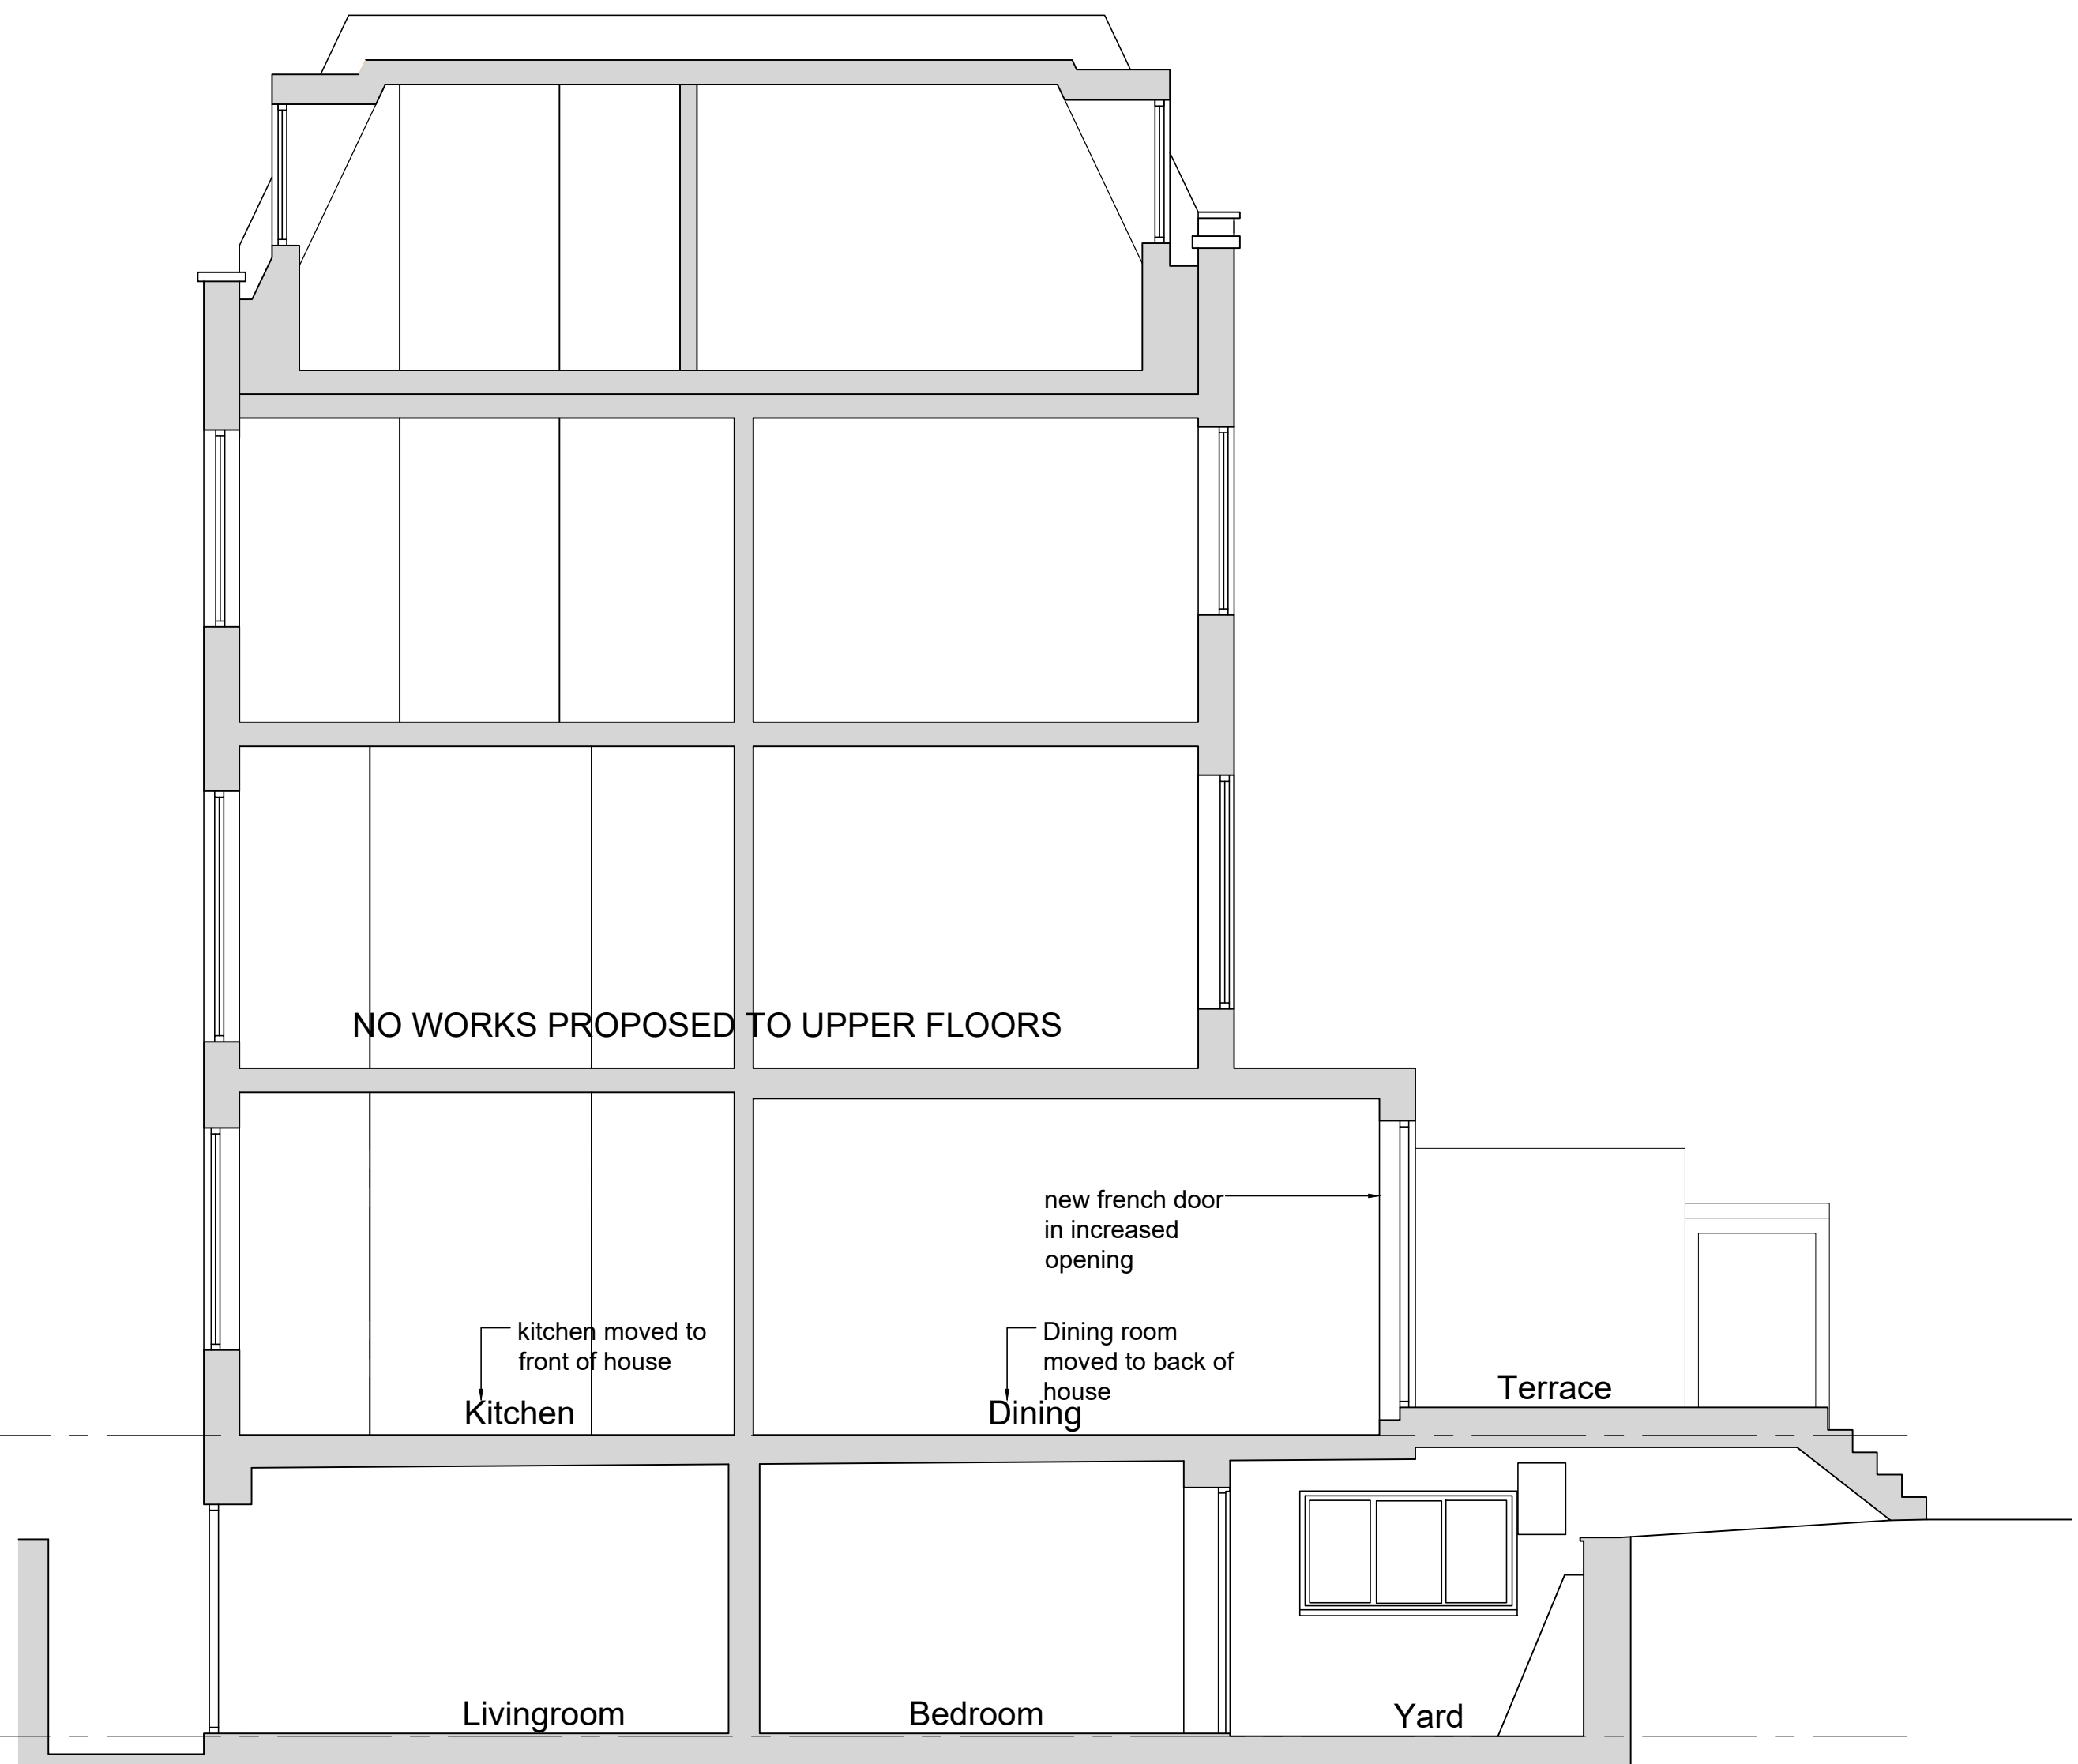 NO WORKS PROPOSED TO UPPER FLOORS
new french door
in increased
opening
kitchen moved to
front of house
Kitchen
Dining room
moved to back of
house
Dining
Terrace
Livingroom
Bedroom
Yard